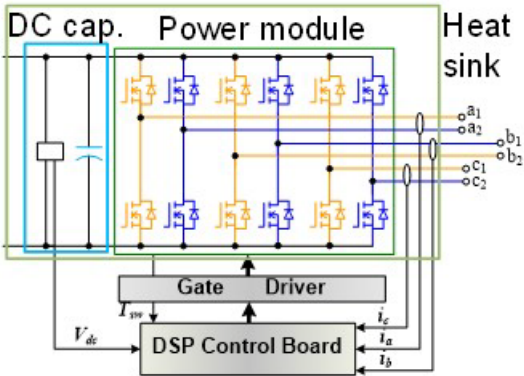 DC cap.
Power module
Heat
sink
a1
a2
b1
b2
c1
c2
Gate Driver
Tsw
ic
Vdc
DSP Control Board
ia
ib